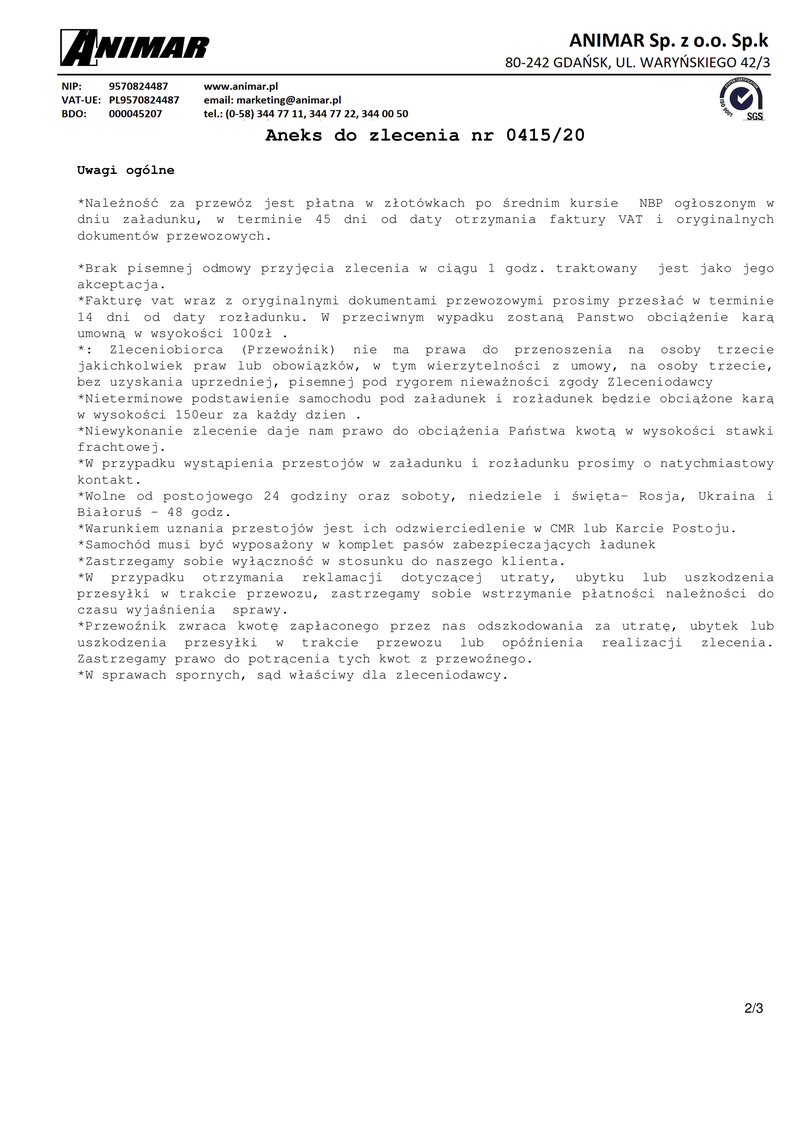 ANIMAR
ANIMAR Sp. z o.o. Sp.k
80-242 GDAŃSK, UL. WARYŃSKIEGO 42/3
NIP: 9570824487 www.animar.pl
VAT-UE: PL9570824487 email: marketing@animar.pl
BDO: 000045207 tel.: (0-58) 344 77 11, 344 77 22, 344 00 50
ISO 9001
SGS
Aneks do zlecenia nr 0415/20
Uwagi ogólne
*Należność za przewóz jest płatna w złotówkach po średnim kursie NBP ogłoszonym w
dniu załadunku, w terminie 45 dni od daty otrzymania faktury VAT i oryginalnych
dokumentów przewozowych.
*Brak pisemnej odmowy przyjęcia zlecenia w ciągu 1 godz. traktowany jest jako jego
akceptacja.
*Fakturę vat wraz z oryginalnymi dokumentami przewozowymi prosimy przesłać w terminie
14 dni od daty rozładunku. W przeciwnym wypadku zostaną Panstwo obciążenie karą
umowną w wsyokości 100zł .
*: Zleceniobiorca (Przewoźnik) nie ma prawa do przenoszenia na osoby trzecie
jakichkolwiek praw lub obowiązków, w tym wierzytelności z umowy, na osoby trzecie,
bez uzyskania uprzedniej, pisemnej pod rygorem nieważności zgody Zleceniodawcy
*Nieterminowe podstawienie samochodu pod załadunek i rozładunek będzie obciążone karą
w wysokości 150eur za każdy dzien .
*Niewykonanie zlecenie daje nam prawo do obciążenia Państwa kwotą w wysokości stawki
frachtowej.
*W przypadku wystąpienia przestojów w załadunku i rozładunku prosimy o natychmiastowy
kontakt.
*Wolne od postojowego 24 godziny oraz soboty, niedziele i święta– Rosja, Ukraina i
Białoruś – 48 godz.
*Warunkiem uznania przestojów jest ich odzwierciedlenie w CMR lub Karcie Postoju.
*Samochód musi być wyposażony w komplet pasów zabezpieczających ładunek
*Zastrzegamy sobie wyłączność w stosunku do naszego klienta.
*W przypadku otrzymania reklamacji dotyczącej utraty, ubytku lub uszkodzenia
przesyłki w trakcie przewozu, zastrzegamy sobie wstrzymanie płatności należności do
czasu wyjaśnienia sprawy.
*Przewoźnik zwraca kwotę zapłaconego przez nas odszkodowania za utratę, ubytek lub
uszkodzenia przesyłki w trakcie przewozu lub opóźnienia realizacji zlecenia.
Zastrzegamy prawo do potrącenia tych kwot z przewoźnego.
*W sprawach spornych, sąd właściwy dla zleceniodawcy.
2/3